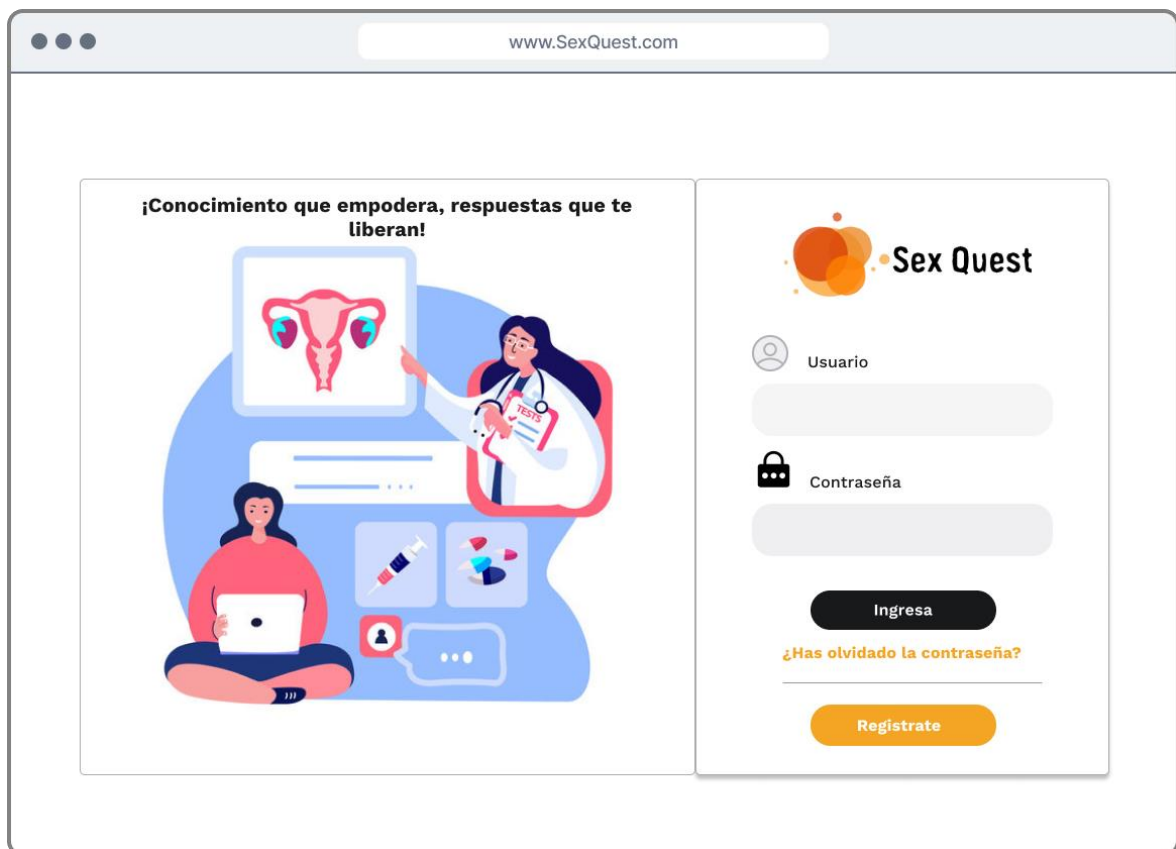 www.SexQuest.com
¡Conocimiento que empodera, respuestas que te
liberan!
TESTS
Sex Quest
Usuario
Contraseña
Ingresa
¿Has olvidado la contraseña?
Registrate